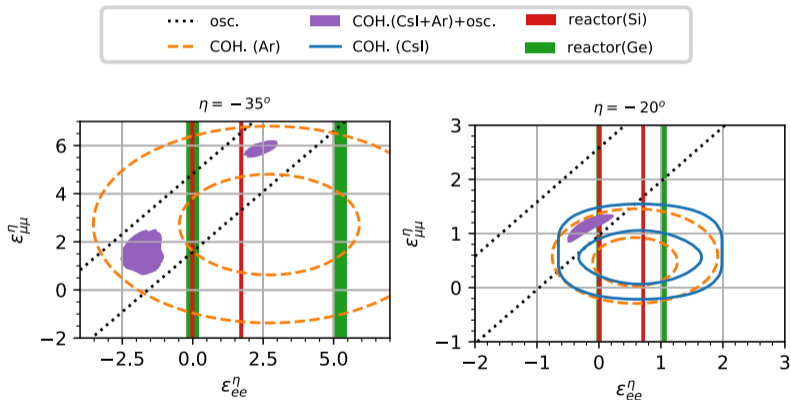 osc.
COH. (Ar)
COH.(CsI+Ar)+osc.
COH. (CsI)
reactor(Si)
reactor(Ge)
η = −35°
6
4
2
0
−2
−2.5
0.0
2.5
5.0
ε^η_μμ
ε^η_ee
η = −20°
3
2
1
0
−1
−2
−1
0
1
2
3
ε^η_μμ
ε^η_ee